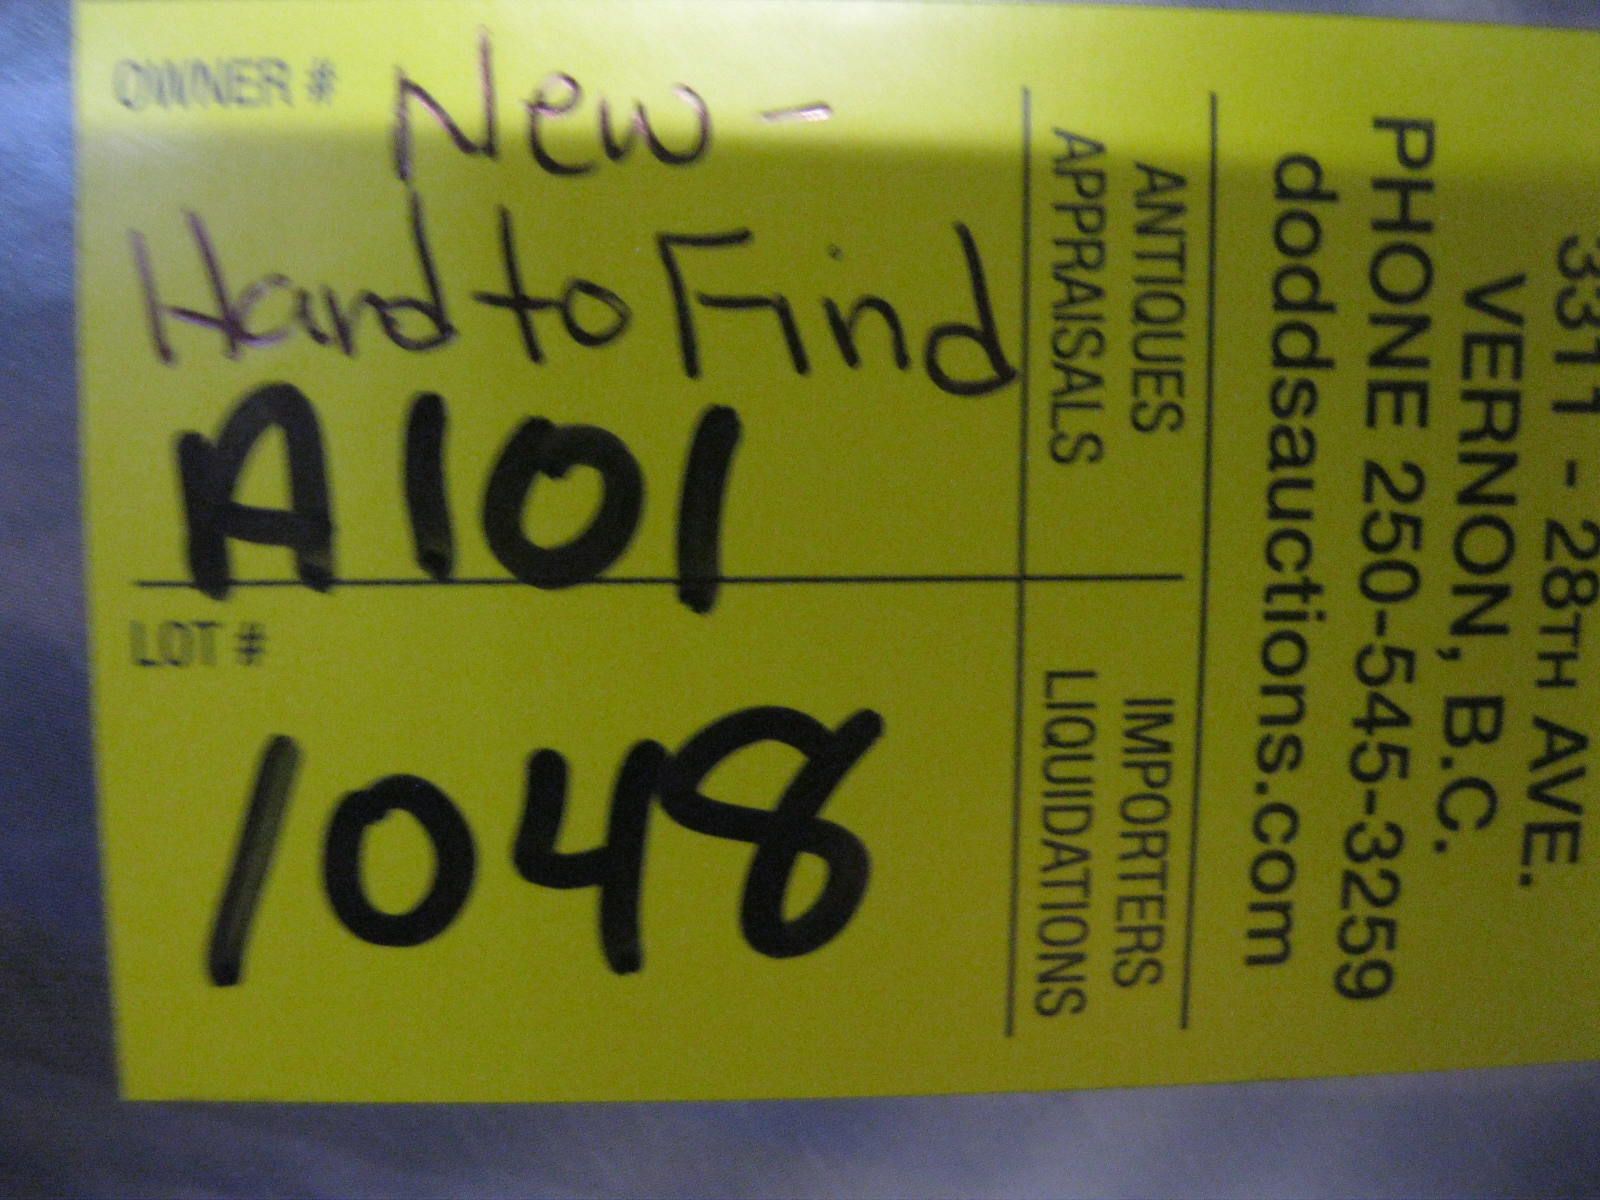 OWNER #
New -
Hard to Find
A101
LOT #
1048
3311 - 28TH AVE.
VERNON, B.C.
PHONE 250-545-3259
doddsauctions.com
ANTIQUES
APPRAISALS
IMPORTERS
LIQUIDATIONS